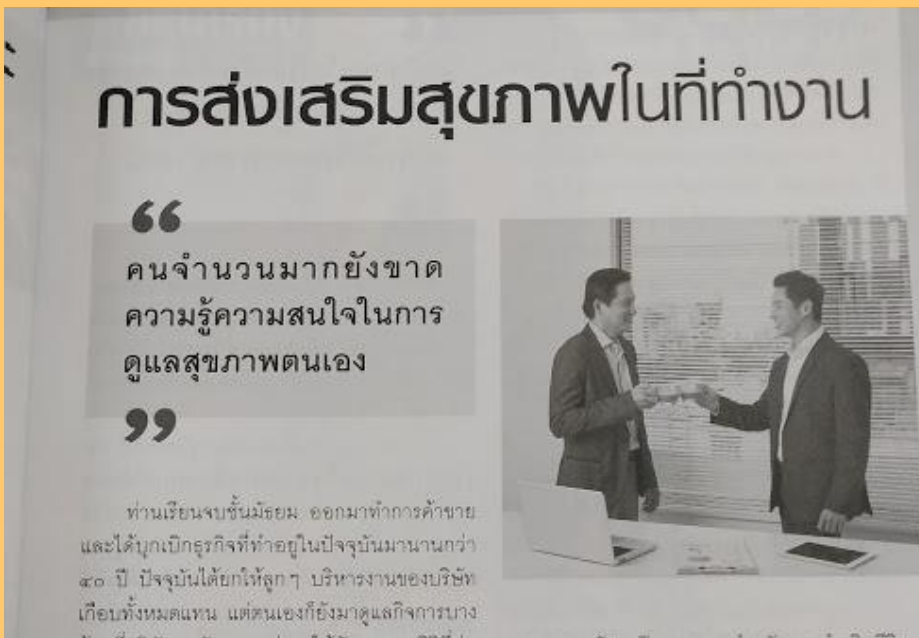 การส่งเสริมสุขภาพในที่ทำงาน
“
คนจำนวนมากยังขาด
ความรู้ความสนใจในการ
ดูแลสุขภาพตนเอง
”
ท่านเรียนจบชั้นมัธยม ออกมาทำการค้าขาย
และได้บุกเบิกธุรกิจที่ทำอยู่ในปัจจุบันมานานกว่า
๔๐ ปี ปัจจุบันได้ยกให้ลูกๆ บริหารงานของบริษัท
เกือบทั้งหมดแทน แต่ตนเองก็ยังมาดูแลกิจการบาง